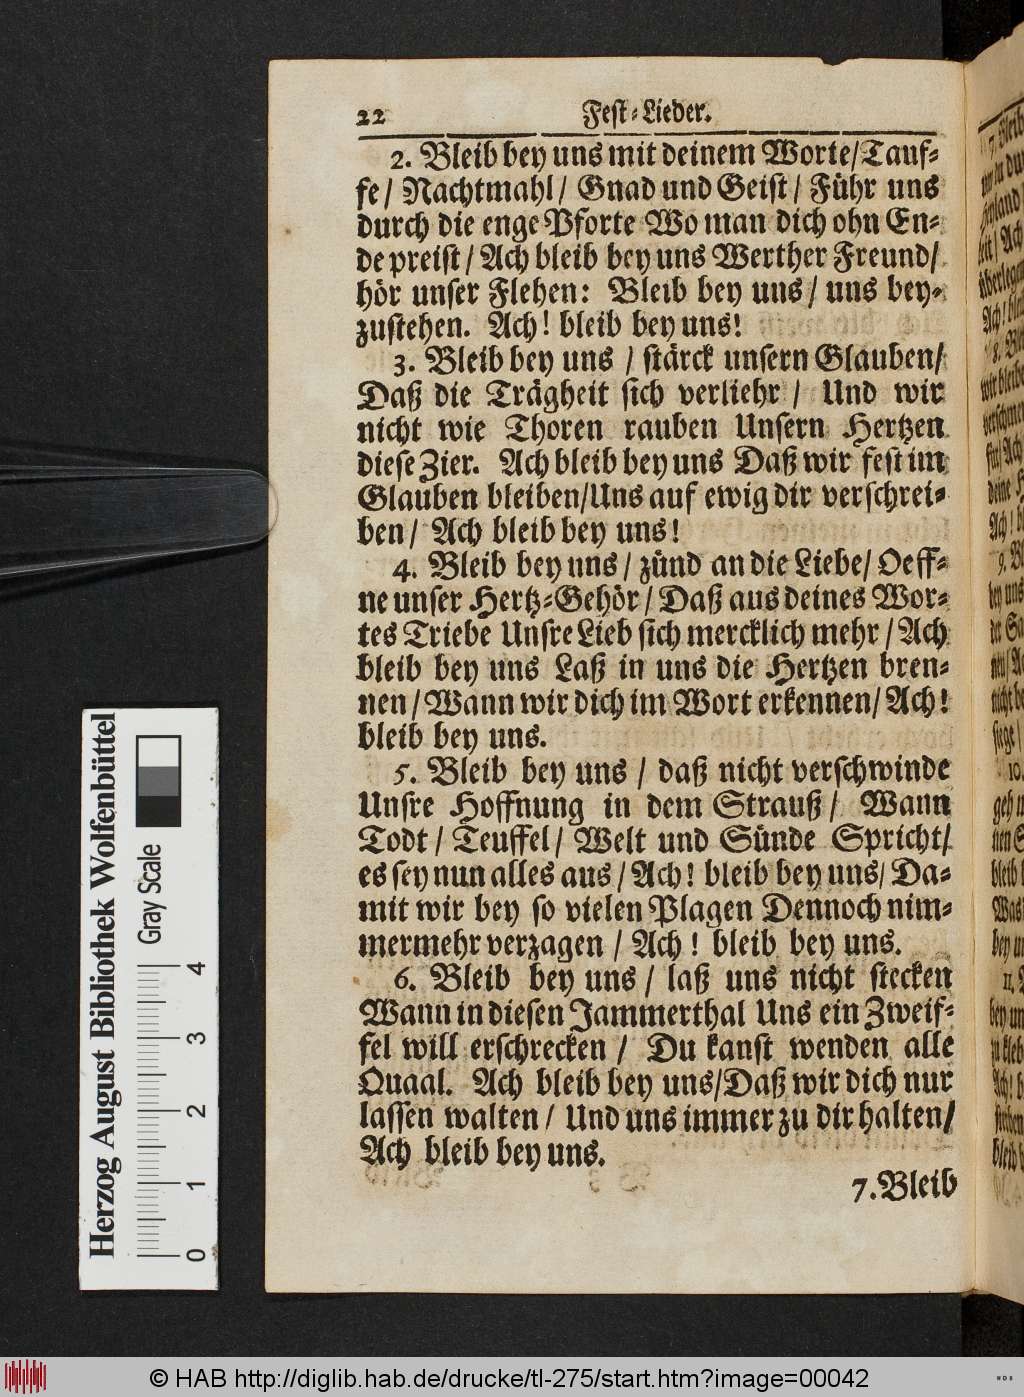 22 Fest-Lieder.
2. Bleib bey uns mit deinem Worte/Tauf-
fe/ Nachtmahl/ Gnad und Geist/ Führ uns
durch die enge Pforte Wo man dich ohn En-
de preist/ Ach bleib bey uns Werther Freund/
hör unser Flehen: Bleib bey uns/ uns bey-
zustehen. Ach! bleib bey uns!
3. Bleib bey uns / stärck unsern Glauben/
Daß die Trägheit sich verliehr / Und wir
nicht wie Thoren rauben Unsern Hertzen
diese Zier. Ach bleib bey uns Daß wir fest im
Glauben bleiben/Uns auf ewig dir verschrei-
ben/ Ach bleib bey uns!
4. Bleib bey uns/ zünd an die Liebe/ Oeff-
ne unser Hertz-Gehör/ Daß aus deines Wor-
tes Triebe Unsre Lieb sich mercklich mehr/ Ach
bleib bey uns Laß in uns die Hertzen bren-
nen/ Wann wir dich im Wort erkennen/ Ach!
bleib bey uns.
5. Bleib bey uns / daß nicht verschwinde
Unsre Hoffnung in dem Strauß/ Wann
Todt/ Teuffel/ Welt und Sünde Spricht/
es sey nun alles aus/ Ach! bleib bey uns/ Da-
mit wir bey so vielen Plagen Dennoch nim-
mermehr verzagen / Ach! bleib bey uns.
6. Bleib bey uns / laß uns nicht stecken
Wann in diesen Jammerthal Uns ein Zweif-
fel will erschrecken / Du kanst wenden alle
Quaal. Ach bleib bey uns/Daß wir dich nur
lassen walten/ Und uns immer zu dir halten/
Ach bleib bey uns.
7. Bleib
Herzog August Bibliothek Wolfenbüttel
Gray Scale
0 1 2 3 4
© HAB http://diglib.hab.de/drucke/tl-275/start.htm?image=00042